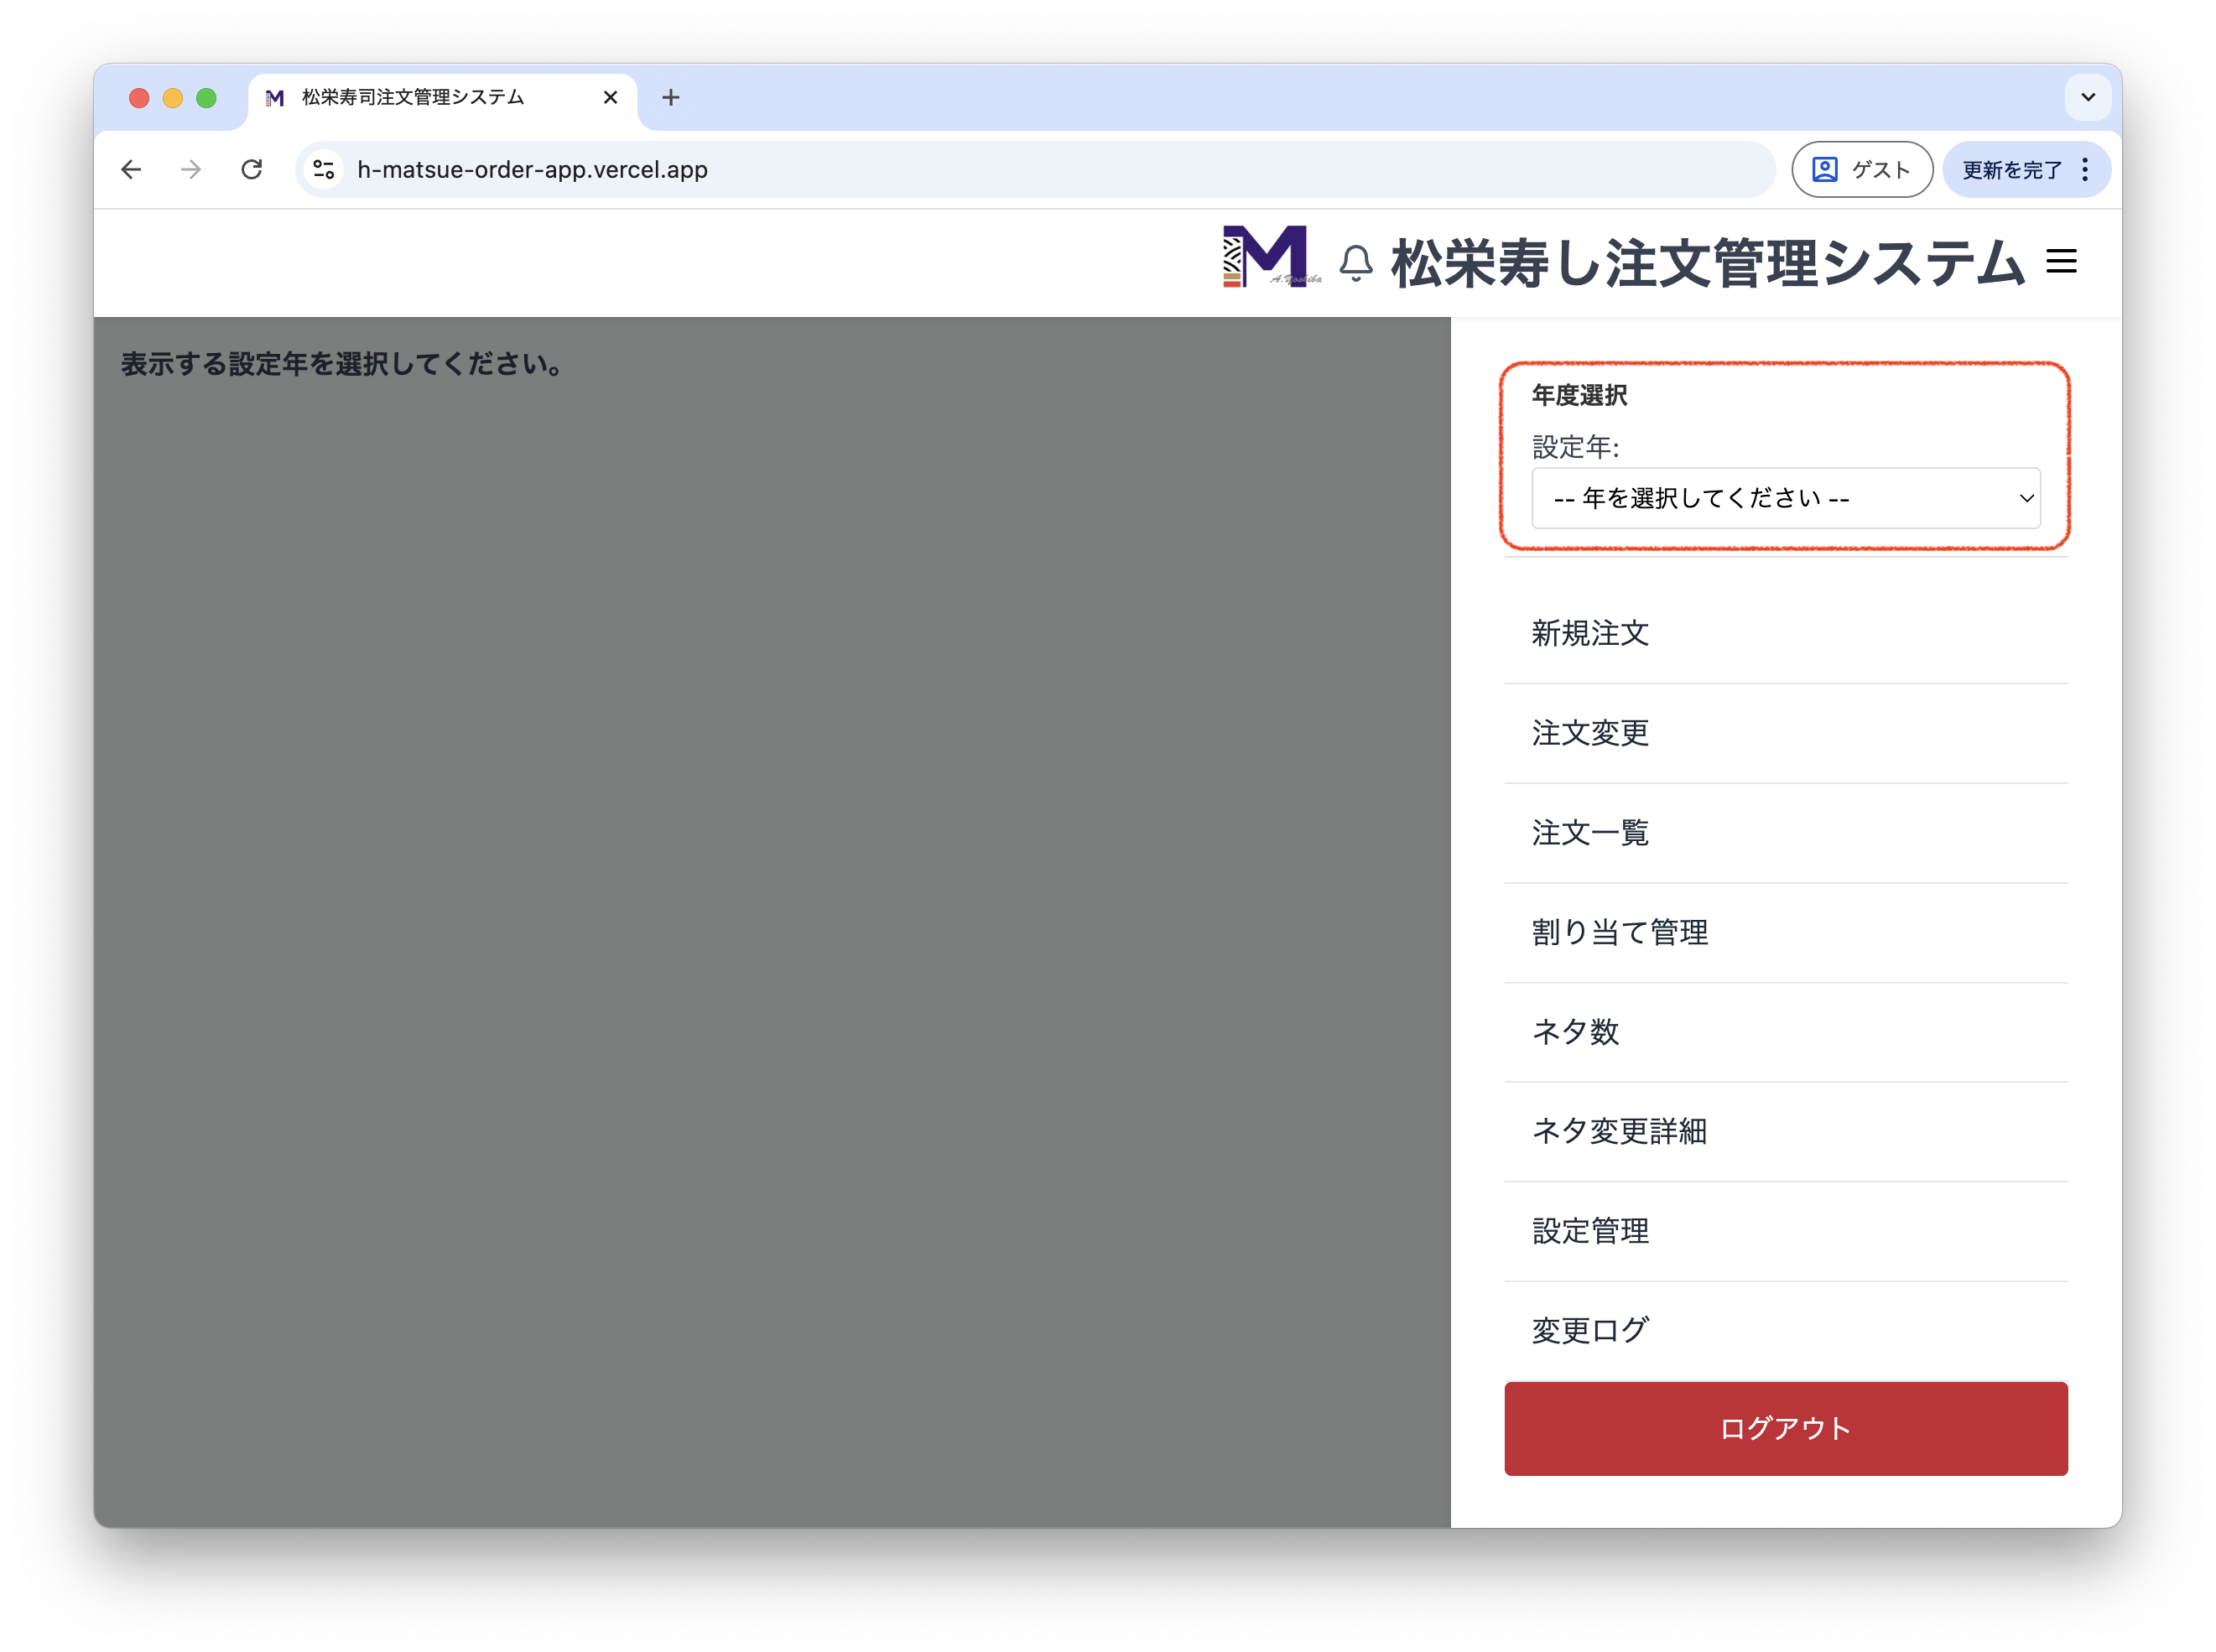 松栄寿司注文管理システム
h-matsue-order-app.vercel.app
ゲスト
更新を完了
M
A.Yoshiba
松栄寿し注文管理システム
表示する設定年を選択してください。
年度選択
設定年:
-- 年を選択してください --
新規注文
注文変更
注文一覧
割り当て管理
ネタ数
ネタ変更詳細
設定管理
変更ログ
ログアウト